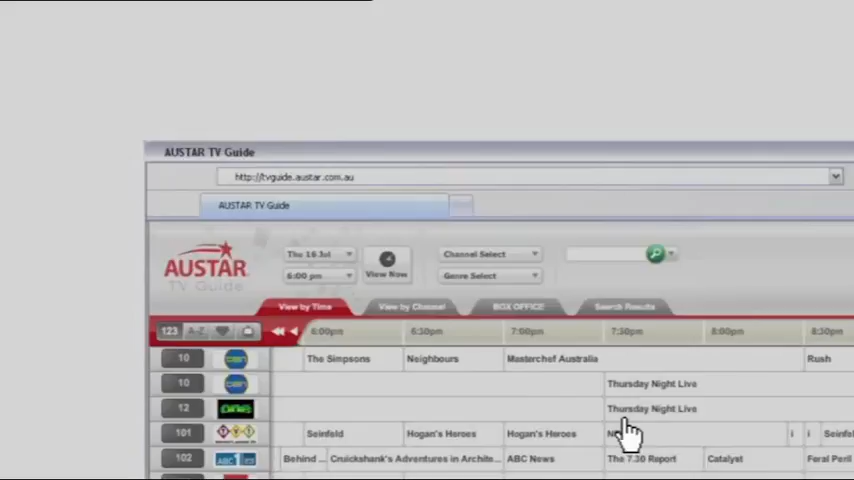 AUSTAR TV Guide
http://tvguide.austar.com.au
AUSTAR TV Guide
AUSTAR
TV Guide
Thu 16 Jul
6:00 pm
View Now
Channel Select
Genre Select
View by Time View by Channel BOX OFFICE Search Results
123 A-Z 6:00pm 6:30pm 7:00pm 7:30pm 8:00pm 8:30pm
10 The Simpsons Neighbours Masterchef Australia Rush
10 Thursday Night Live
12 one Thursday Night Live
101 TV1 Seinfeld Hogan's Heroes Hogan's Heroes i i Seinfel
102 ABC1 Behind ... Cruickshank's Adventures in Archite... ABC News The 7.30 Report Catalyst Feral Peril